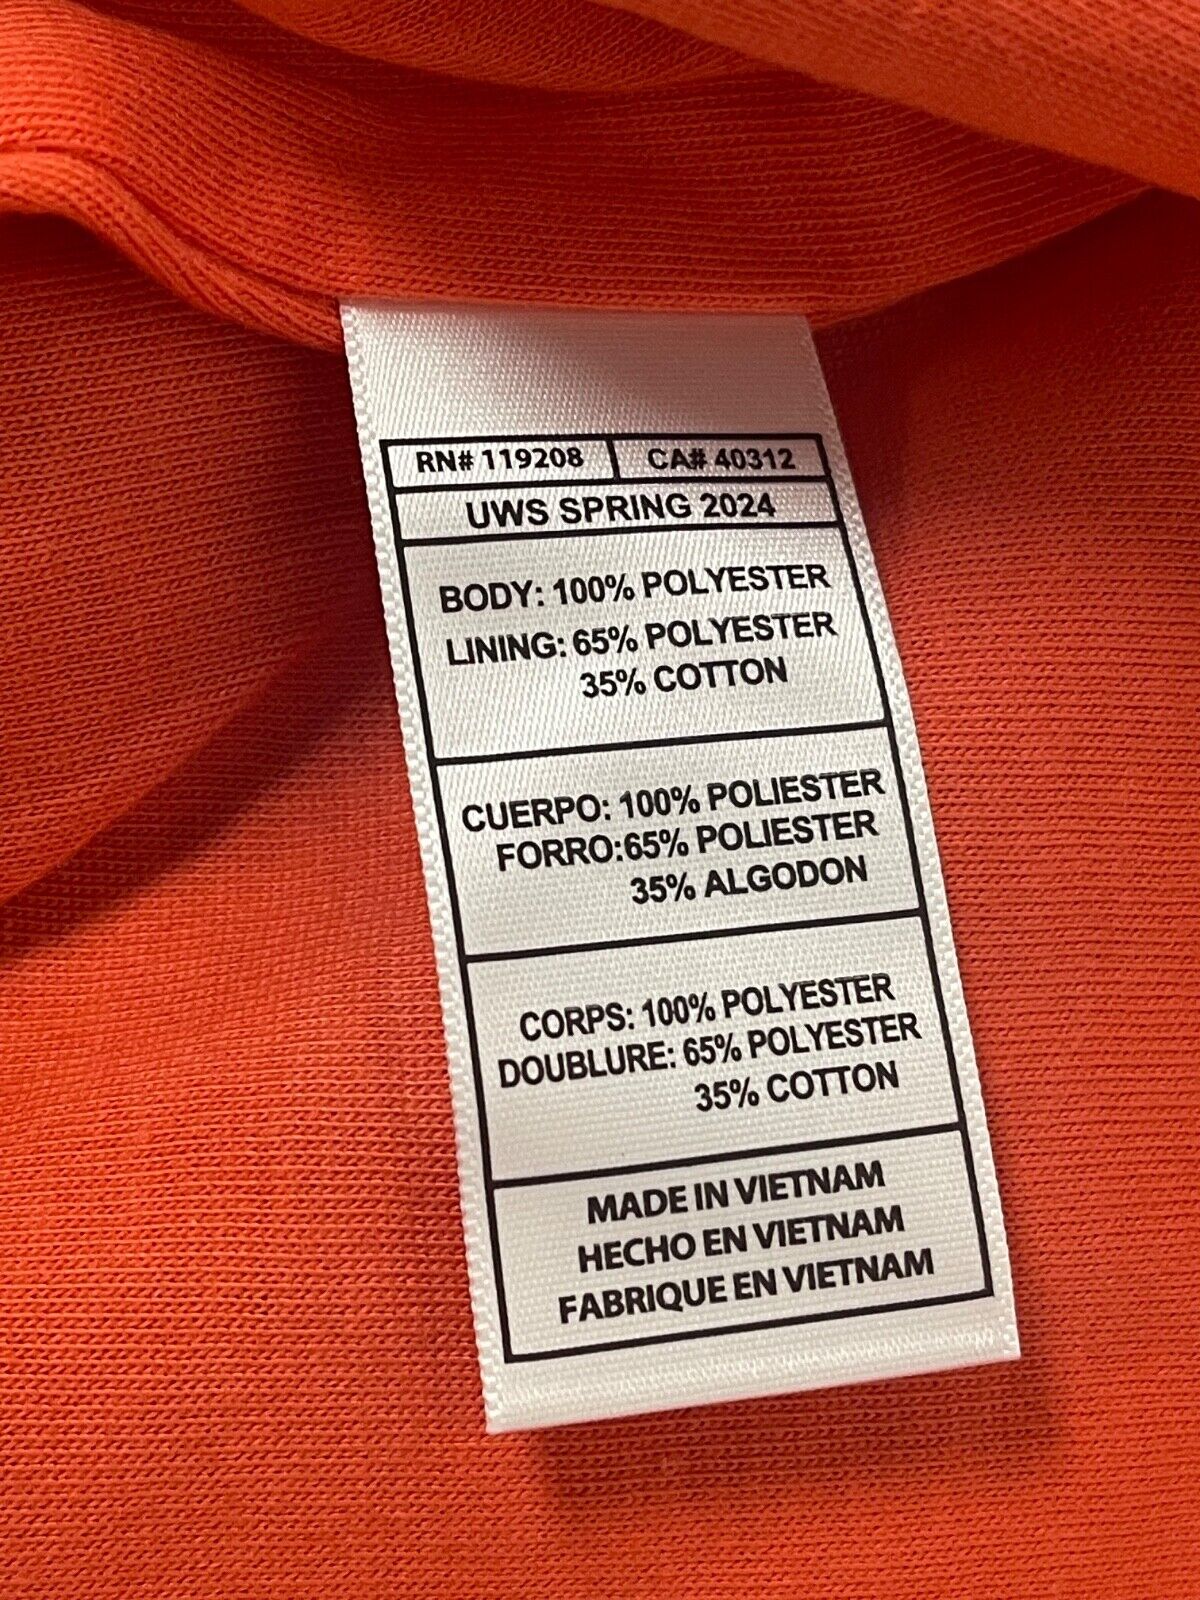 RN# 119208 CA# 40312
UWS SPRING 2024
BODY: 100% POLYESTER
LINING: 65% POLYESTER
35% COTTON
CUERPO: 100% POLIESTER
FORRO:65% POLIESTER
35% ALGODON
CORPS: 100% POLYESTER
DOUBLURE: 65% POLYESTER
35% COTTON
MADE IN VIETNAM
HECHO EN VIETNAM
FABRIQUE EN VIETNAM